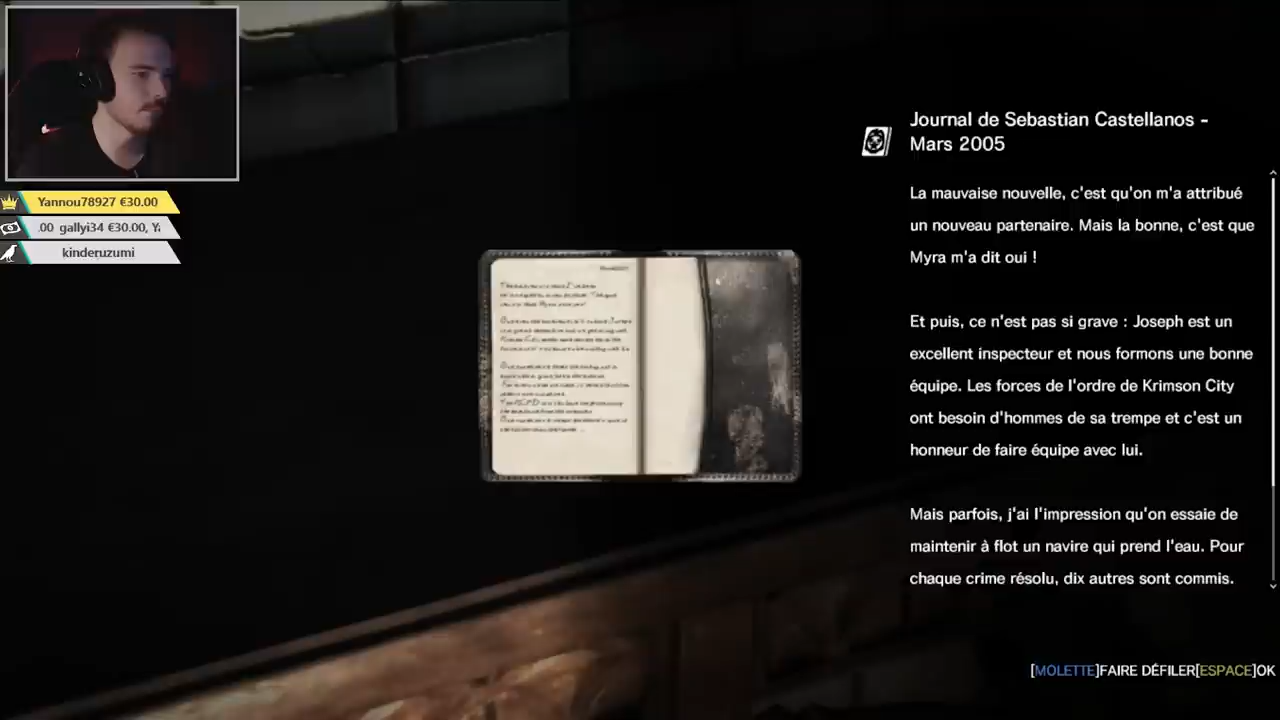 Yannou78927 €30.00
.00 gallyi34 €30.00, Y
kinderuzumi
Journal de Sebastian Castellanos -
Mars 2005
La mauvaise nouvelle, c'est qu'on m'a attribué
un nouveau partenaire. Mais la bonne, c'est que
Myra m'a dit oui !
Et puis, ce n'est pas si grave : Joseph est un
excellent inspecteur et nous formons une bonne
équipe. Les forces de l'ordre de Krimson City
ont besoin d'hommes de sa trempe et c'est un
honneur de faire équipe avec lui.
Mais parfois, j'ai l'impression qu'on essaie de
maintenir à flot un navire qui prend l'eau. Pour
chaque crime résolu, dix autres sont commis.
[MOLETTE]FAIRE DÉFILER[ESPACE]OK